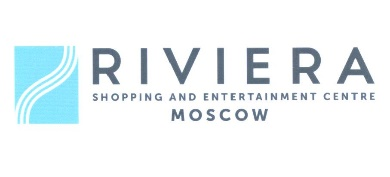 RIVIERA
SHOPPING AND ENTERTAINMENT CENTRE
MOSCOW